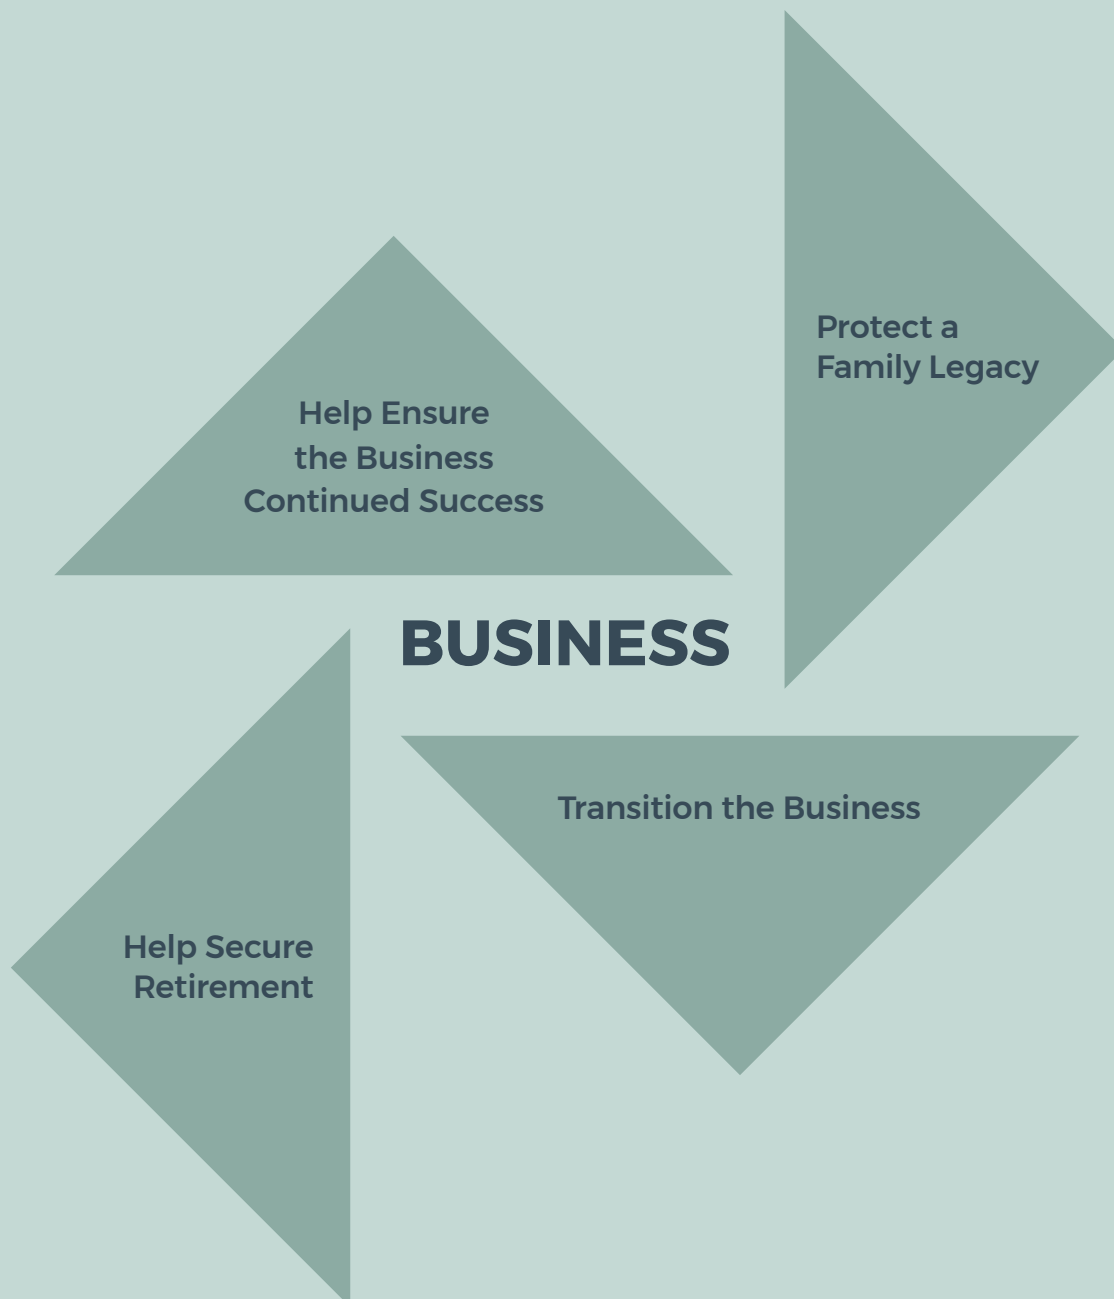 Protect a
Family Legacy
Help Ensure
the Business
Continued Success
BUSINESS
Transition the Business
Help Secure
Retirement